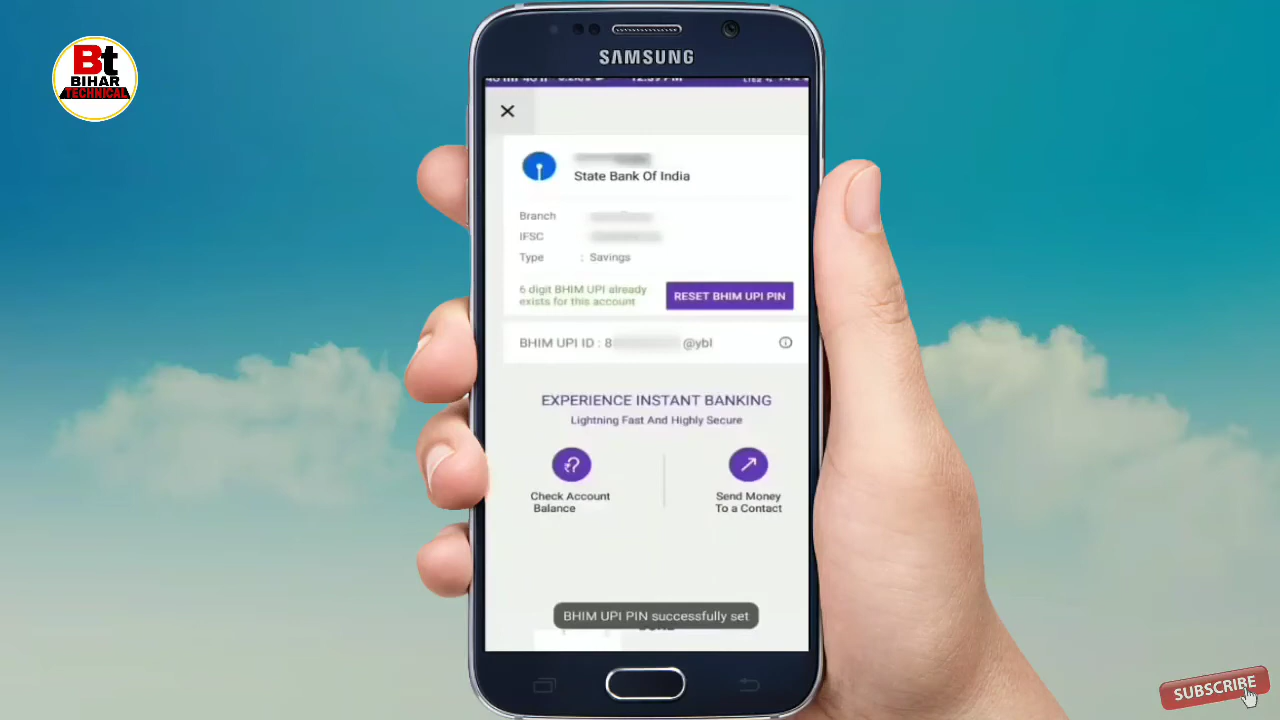 Bt
BIHAR
TECHNICAL
SAMSUNG
State Bank Of India
Branch
IFSC
Type : Savings
6 digit BHIM UPI already
exists for this account
RESET BHIM UPI PIN
BHIM UPI ID : 8 @ybl
EXPERIENCE INSTANT BANKING
Lightning Fast And Highly Secure
Check Account
Balance
Send Money
To a Contact
BHIM UPI PIN successfully set
SUBSCRIBE